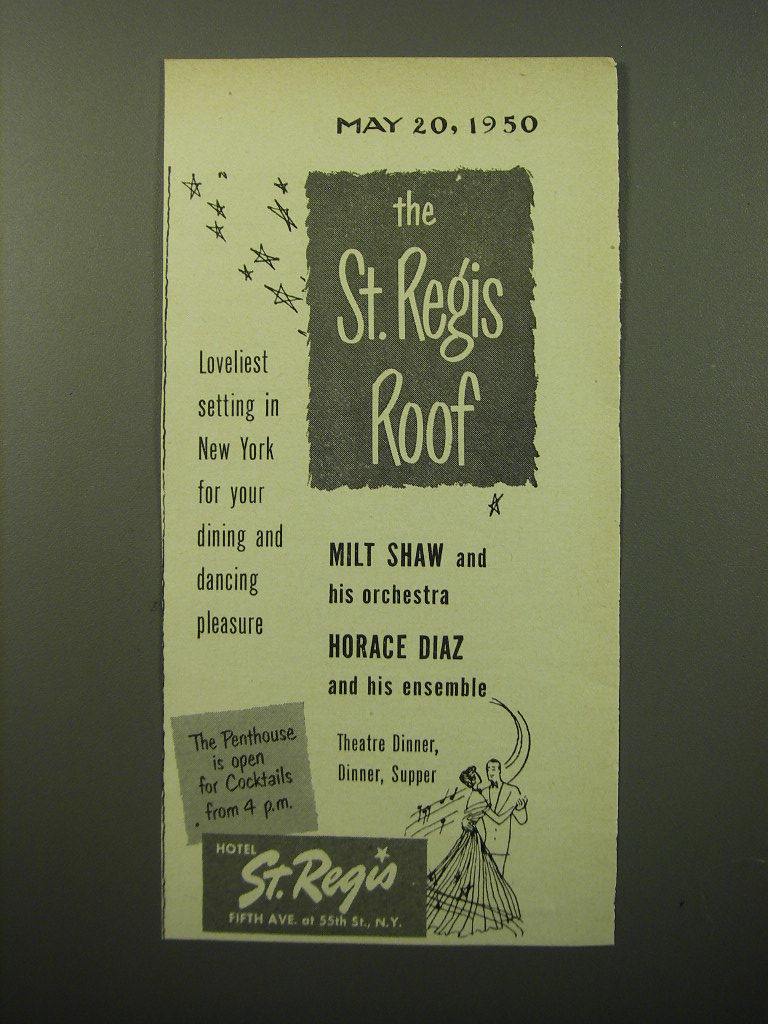 MAY 20, 1950
the
St. Regis
Roof
Loveliest
setting in
New York
for your
dining and
dancing
pleasure
MILT SHAW and
his orchestra
HORACE DIAZ
and his ensemble
Theatre Dinner,
Dinner, Supper
The Penthouse
is open
for Cocktails
from 4 p.m.
HOTEL
St. Regis
FIFTH AVE. at 55th St., N.Y.